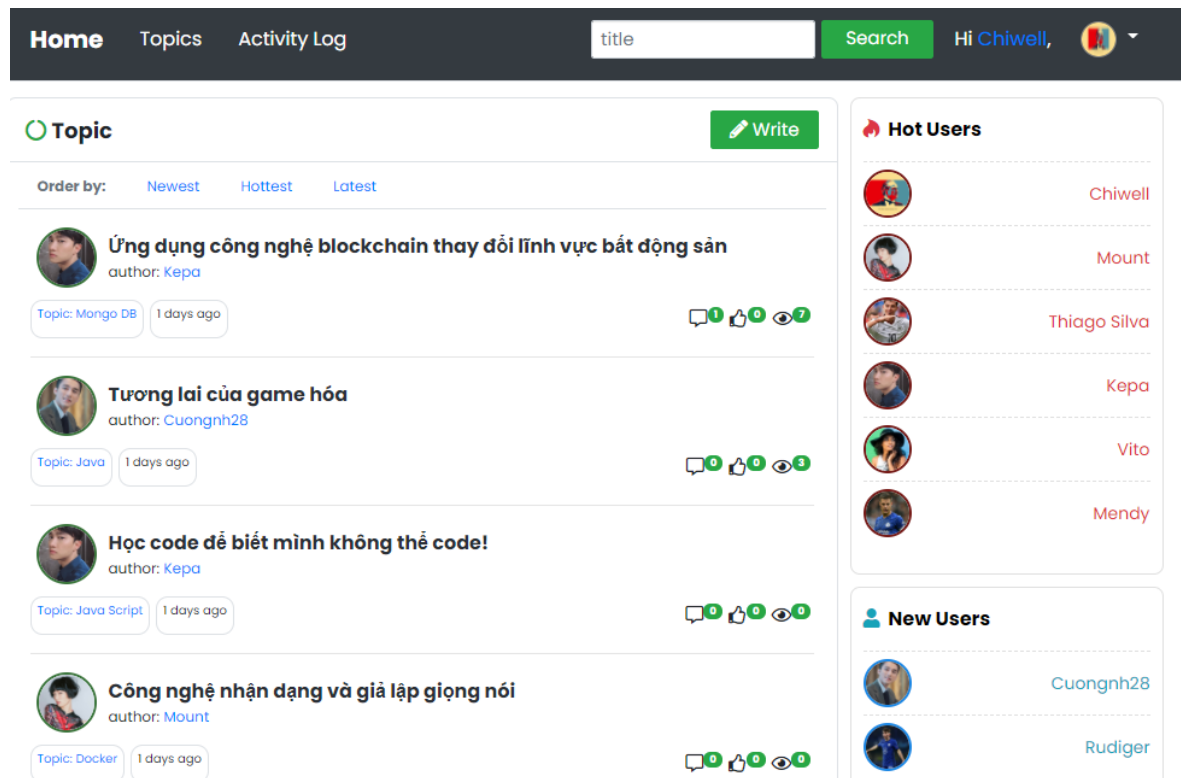 Home Topics Activity Log title Search Hi Chiwell,
Topic Write
Order by: Newest Hottest Latest
Ứng dụng công nghệ blockchain thay đổi lĩnh vực bất động sản
author: Kepa
Topic: Mongo DB 1 days ago 1 0 7
Tương lai của game hóa
author: Cuongnh28
Topic: Java 1 days ago 0 0 3
Học code để biết mình không thể code!
author: Kepa
Topic: Java Script 1 days ago 0 0 0
Công nghệ nhận dạng và giả lập giọng nói
author: Mount
Topic: Docker 1 days ago 0 0 0
Hot Users
Chiwell
Mount
Thiago Silva
Kepa
Vito
Mendy
New Users
Cuongnh28
Rudiger